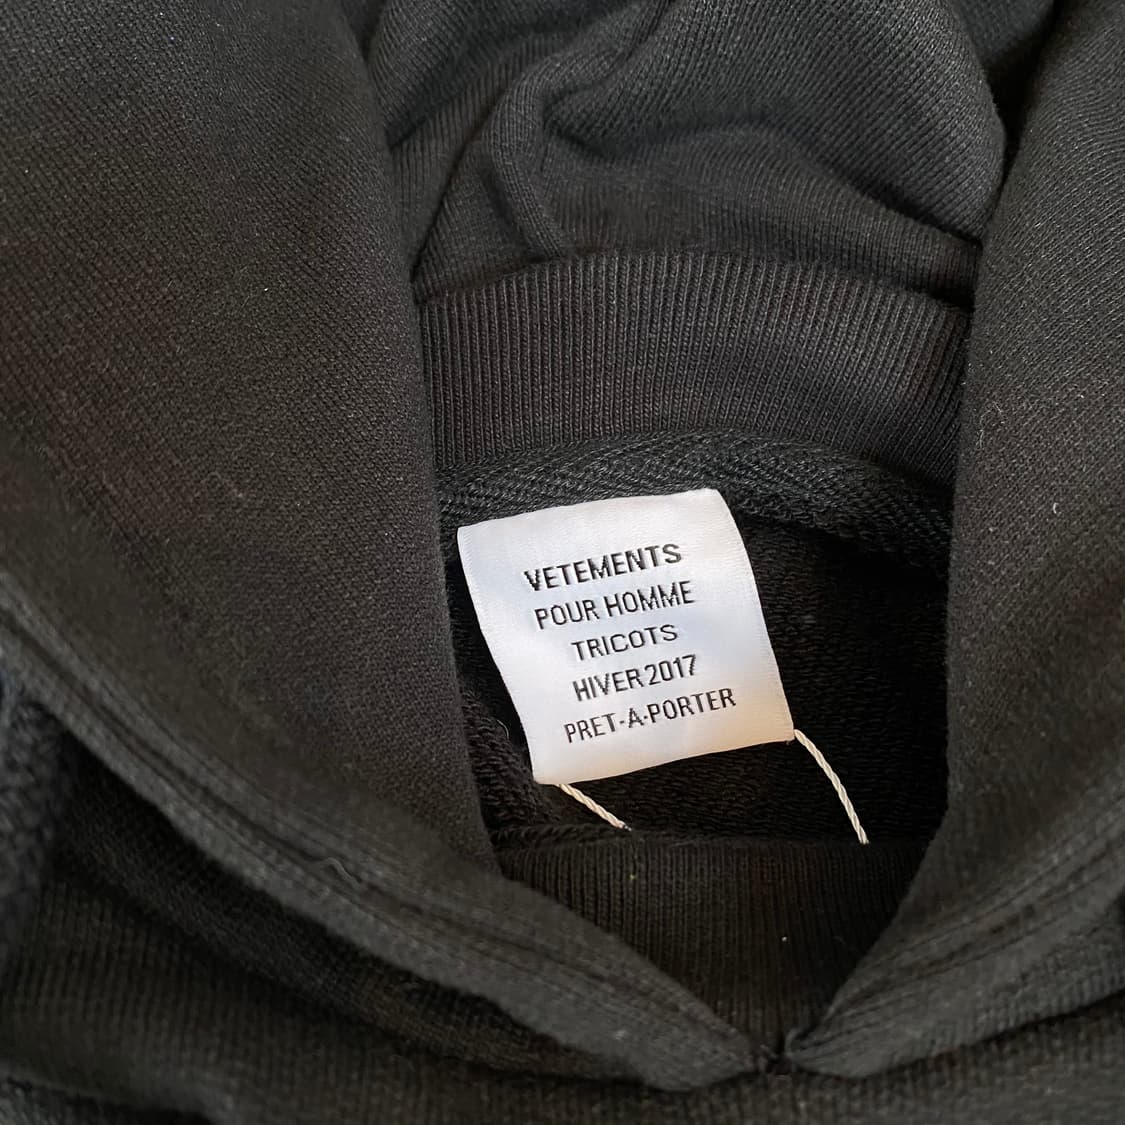 VETEMENTS
POUR HOMME
TRICOTS
HIVER 2017
PRET-A-PORTER